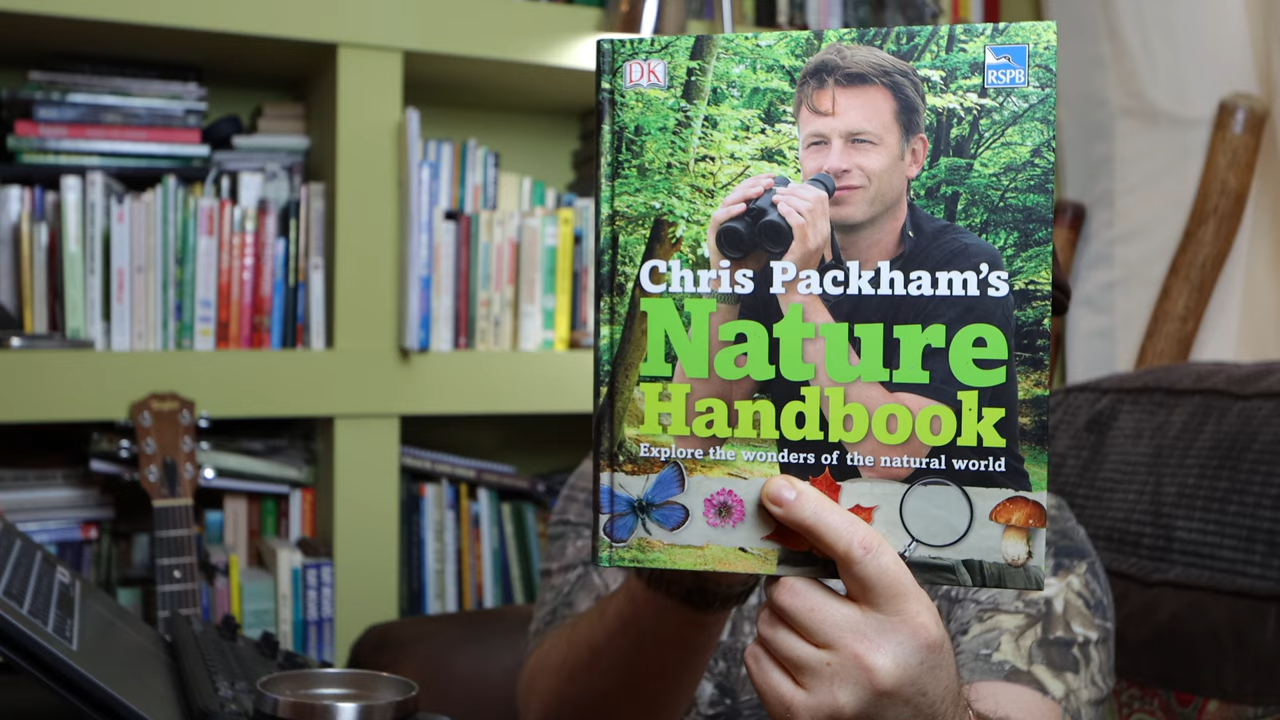 DK
RSPB
Chris Packham's
Nature
Handbook
Explore the wonders of the natural world